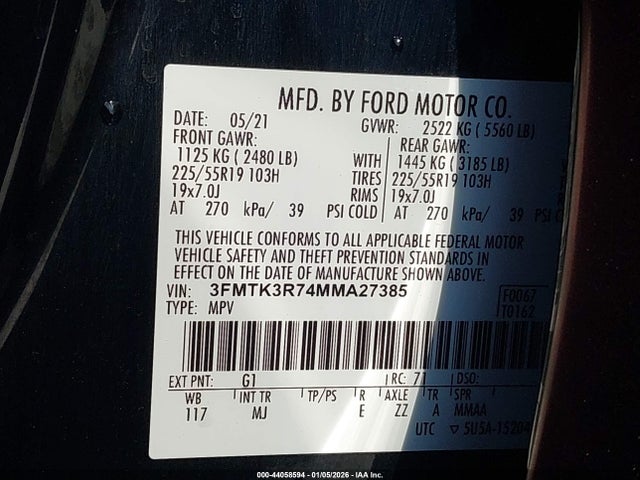 MFD. BY FORD MOTOR CO.
DATE: 05/21 GVWR: 2522 KG ( 5560 LB)
FRONT GAWR: REAR GAWR:
1125 KG ( 2480 LB) WITH 1445 KG ( 3185 LB)
225/55R19 103H TIRES 225/55R19 103H
19x7.0J RIMS 19x7.0J
AT 270 kPa/ 39 PSI COLD AT 270 kPa/ 39 PSI
THIS VEHICLE CONFORMS TO ALL APPLICABLE FEDERAL MOTOR
VEHICLE SAFETY AND THEFT PREVENTION STANDARDS IN
EFFECT ON THE DATE OF MANUFACTURE SHOWN ABOVE.
VIN: 3FMTK3R74MMA27385 F0067
TYPE: MPV T0162
EXT PNT: G1 RC: 71 DSO:
WB INT TR TP/PS R AXLE TR SPR
117 MJ E ZZ A MMAA
UTC ▽ 5U5A-15204
000-44058594 - 01/05/2026 - IAA Inc.